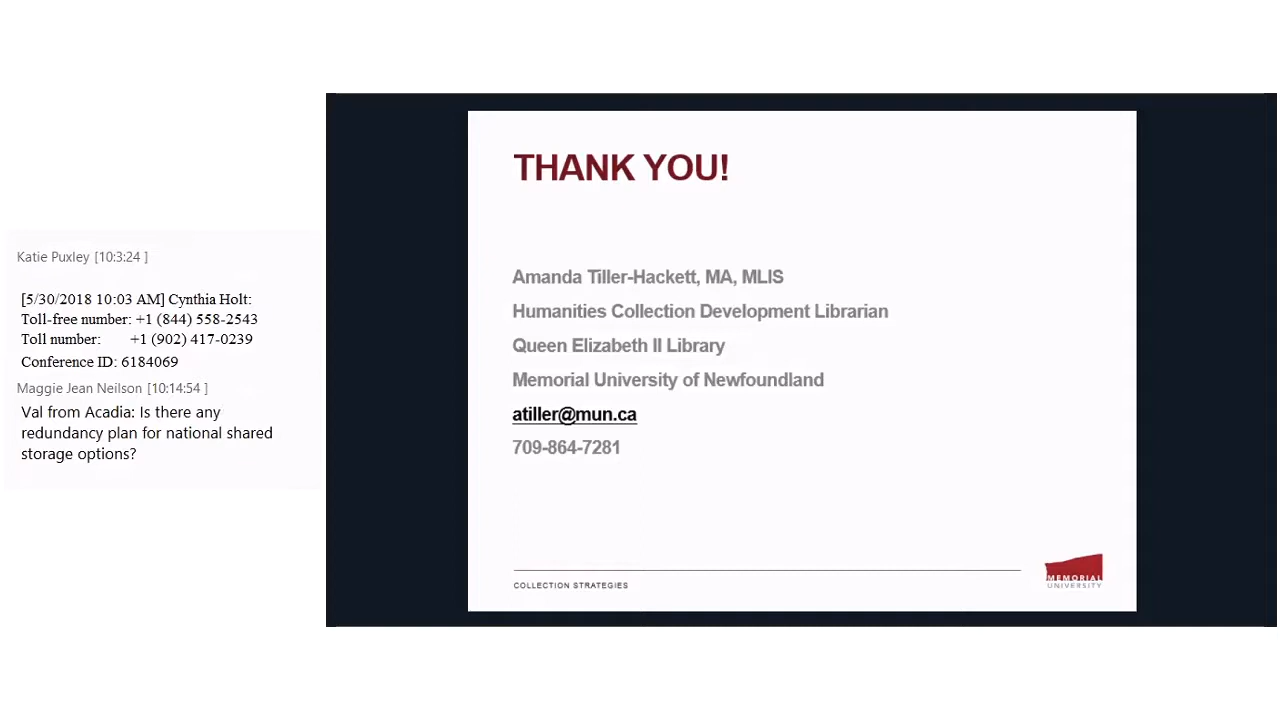 Katie Puxley [10:3:24 ]
[5/30/2018 10:03 AM] Cynthia Holt:
Toll-free number: +1 (844) 558-2543
Toll number: +1 (902) 417-0239
Conference ID: 6184069
Maggie Jean Neilson [10:14:54 ]
Val from Acadia: Is there any
redundancy plan for national shared
storage options?
THANK YOU!
Amanda Tiller-Hackett, MA, MLIS
Humanities Collection Development Librarian
Queen Elizabeth II Library
Memorial University of Newfoundland
atiller@mun.ca
709-864-7281
COLLECTION STRATEGIES
MEMORIAL
UNIVERSITY